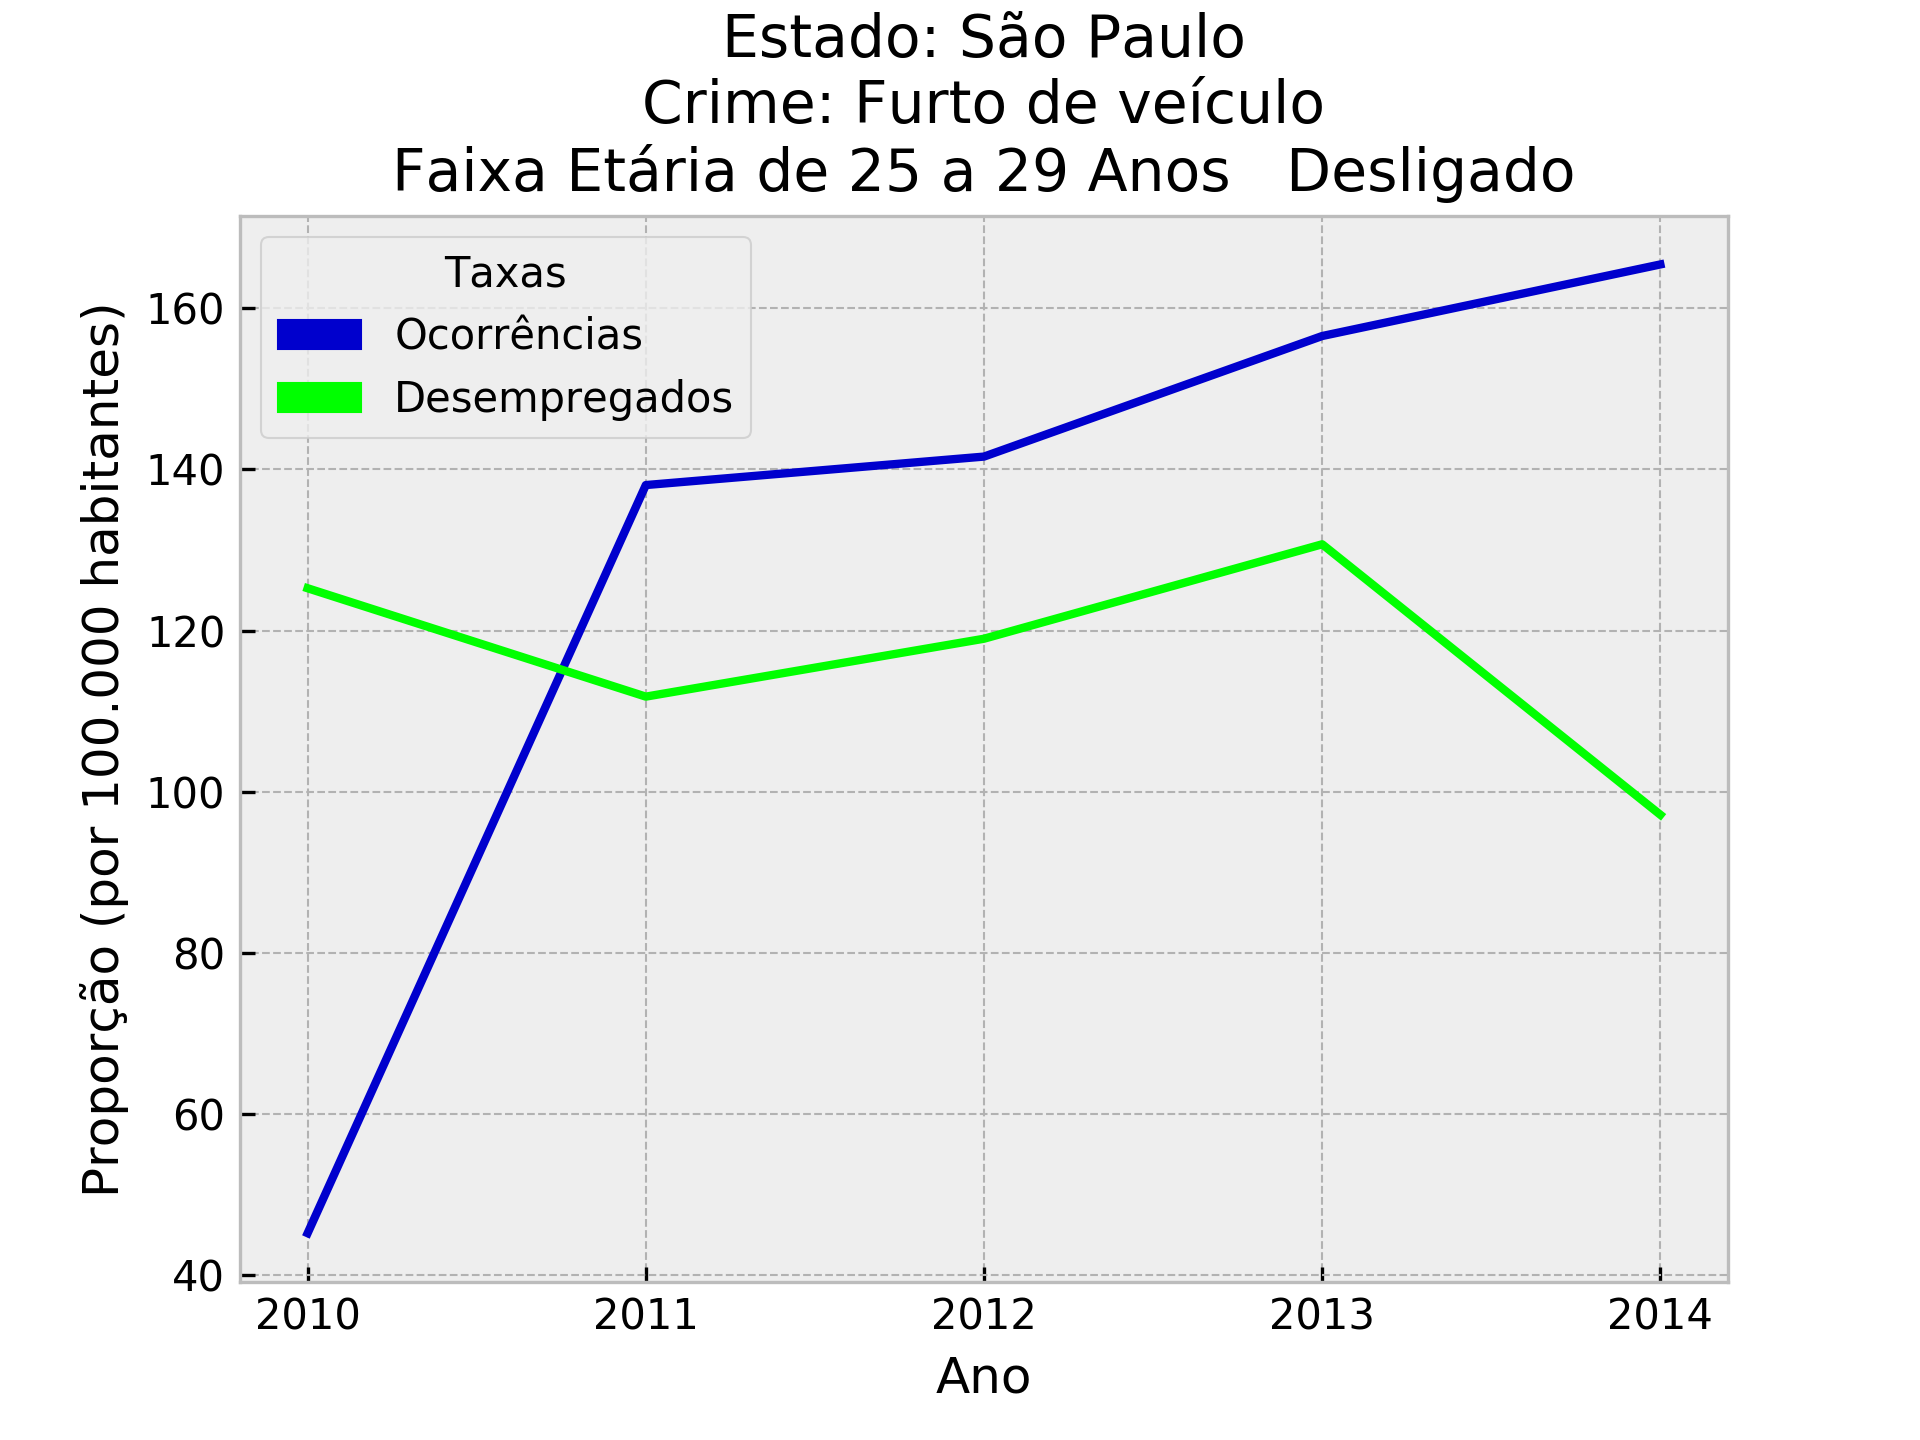 Estado: São Paulo
Crime: Furto de veículo
Faixa Etária de 25 a 29 Anos   Desligado
Taxas
Ocorrências
Desempregados
Proporção (por 100.000 habitantes)
160
140
120
100
80
60
40
2010 2011 2012 2013 2014
Ano